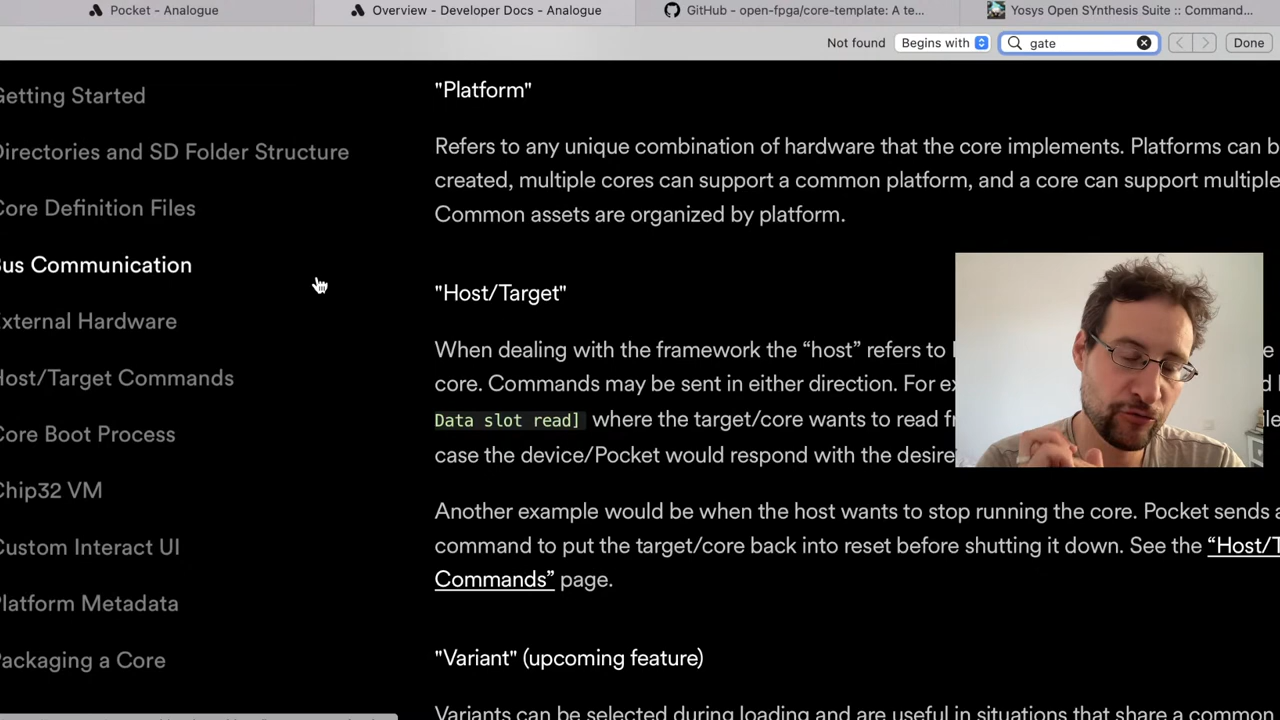 Pocket - Analogue
Overview - Developer Docs - Analogue
GitHub - open-fpga/core-template: A te...
Yosys Open SYnthesis Suite :: Command...
Not found
Begins with
gate
Done
Getting Started
Directories and SD Folder Structure
Core Definition Files
Bus Communication
External Hardware
Host/Target Commands
Core Boot Process
Chip32 VM
Custom Interact UI
Platform Metadata
Packaging a Core
"Platform"
Refers to any unique combination of hardware that the core implements. Platforms can b
created, multiple cores can support a common platform, and a core can support multiple
Common assets are organized by platform.
"Host/Target"
When dealing with the framework the “host” refers to
core. Commands may be sent in either direction. For ex
Data slot read] where the target/core wants to read fr
case the device/Pocket would respond with the desire
Another example would be when the host wants to stop running the core. Pocket sends a
command to put the target/core back into reset before shutting it down. See the “Host/T
Commands” page.
"Variant" (upcoming feature)
Variants can be selected during loading and are useful in situations that share a common